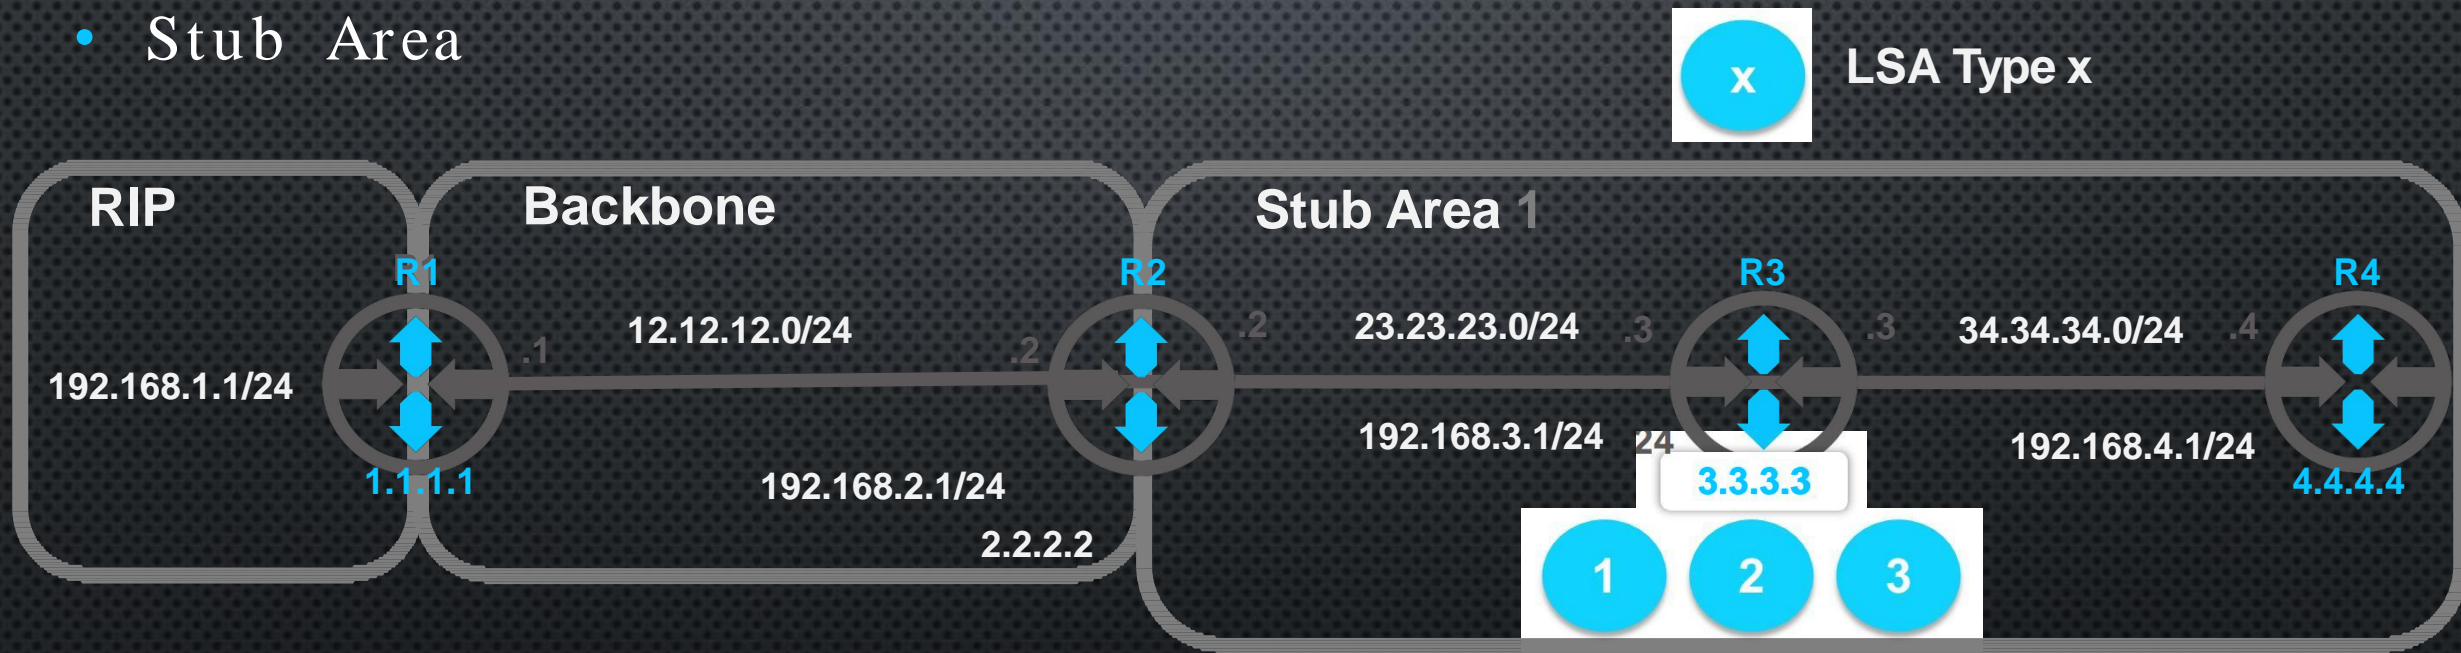 • Stub Area
x
LSA Type x
RIP
Backbone
Stub Area 1
R1
R2
R3
R4
12.12.12.0/24
.1
.2
.2
23.23.23.0/24
.3
.3
34.34.34.0/24
.4
192.168.1.1/24
192.168.3.1/24
24
192.168.4.1/24
1.1.1.1
192.168.2.1/24
3.3.3.3
4.4.4.4
2.2.2.2
1
2
3